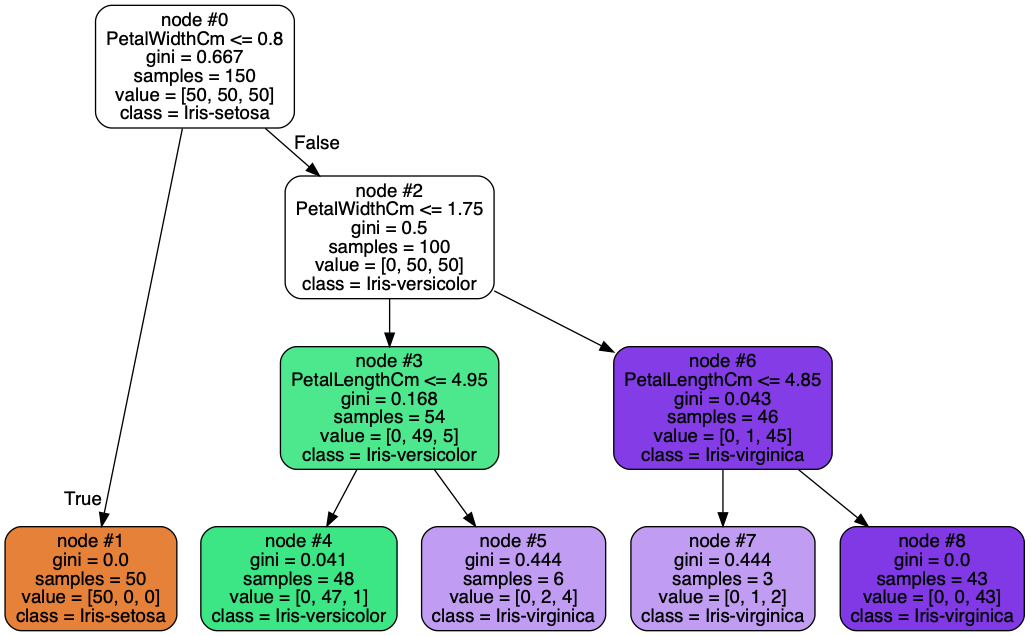 node #0
PetalWidthCm <= 0.8
gini = 0.667
samples = 150
value = [50, 50, 50]
class = Iris-setosa
False
node #2
PetalWidthCm <= 1.75
gini = 0.5
samples = 100
value = [0, 50, 50]
class = Iris-versicolor
node #3
PetalLengthCm <= 4.95
gini = 0.168
samples = 54
value = [0, 49, 5]
class = Iris-versicolor
node #6
PetalLengthCm <= 4.85
gini = 0.043
samples = 46
value = [0, 1, 45]
class = Iris-virginica
True
node #1
gini = 0.0
samples = 50
value = [50, 0, 0]
class = Iris-setosa
node #4
gini = 0.041
samples = 48
value = [0, 47, 1]
class = Iris-versicolor
node #5
gini = 0.444
samples = 6
value = [0, 2, 4]
class = Iris-virginica
node #7
gini = 0.444
samples = 3
value = [0, 1, 2]
class = Iris-virginica
node #8
gini = 0.0
samples = 43
value = [0, 0, 43]
class = Iris-virginica